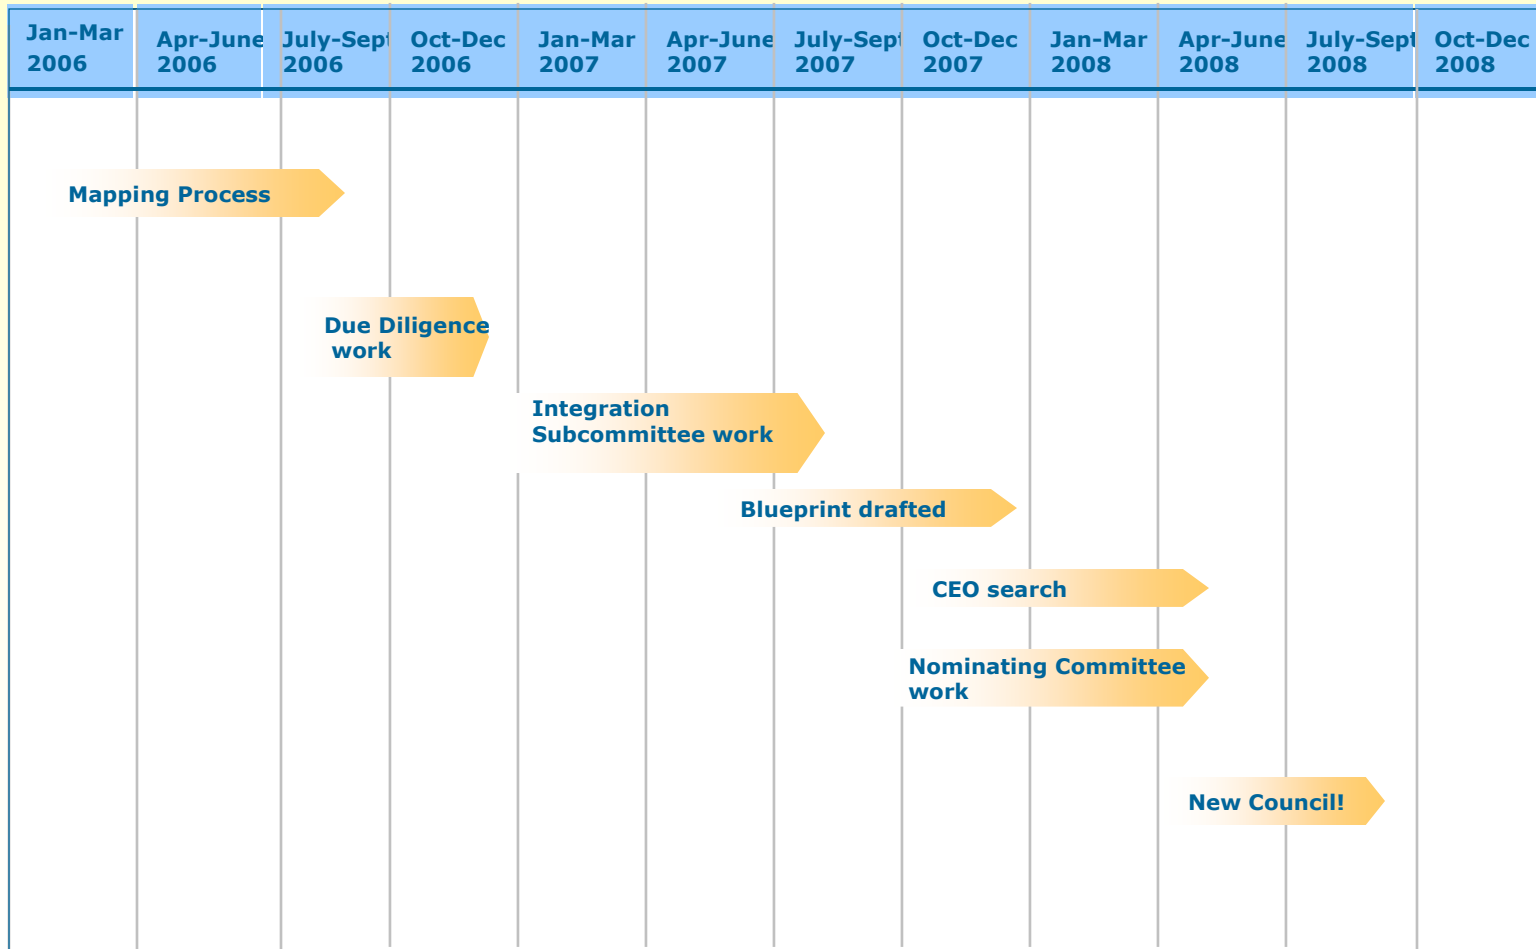 Jan-Mar
2006
Apr-June
2006
July-Sept
2006
Oct-Dec
2006
Jan-Mar
2007
Apr-June
2007
July-Sept
2007
Oct-Dec
2007
Jan-Mar
2008
Apr-June
2008
July-Sept
2008
Oct-Dec
2008
Mapping Process
Due Diligence
work
Integration
Subcommittee work
Blueprint drafted
CEO search
Nominating Committee
work
New Council!